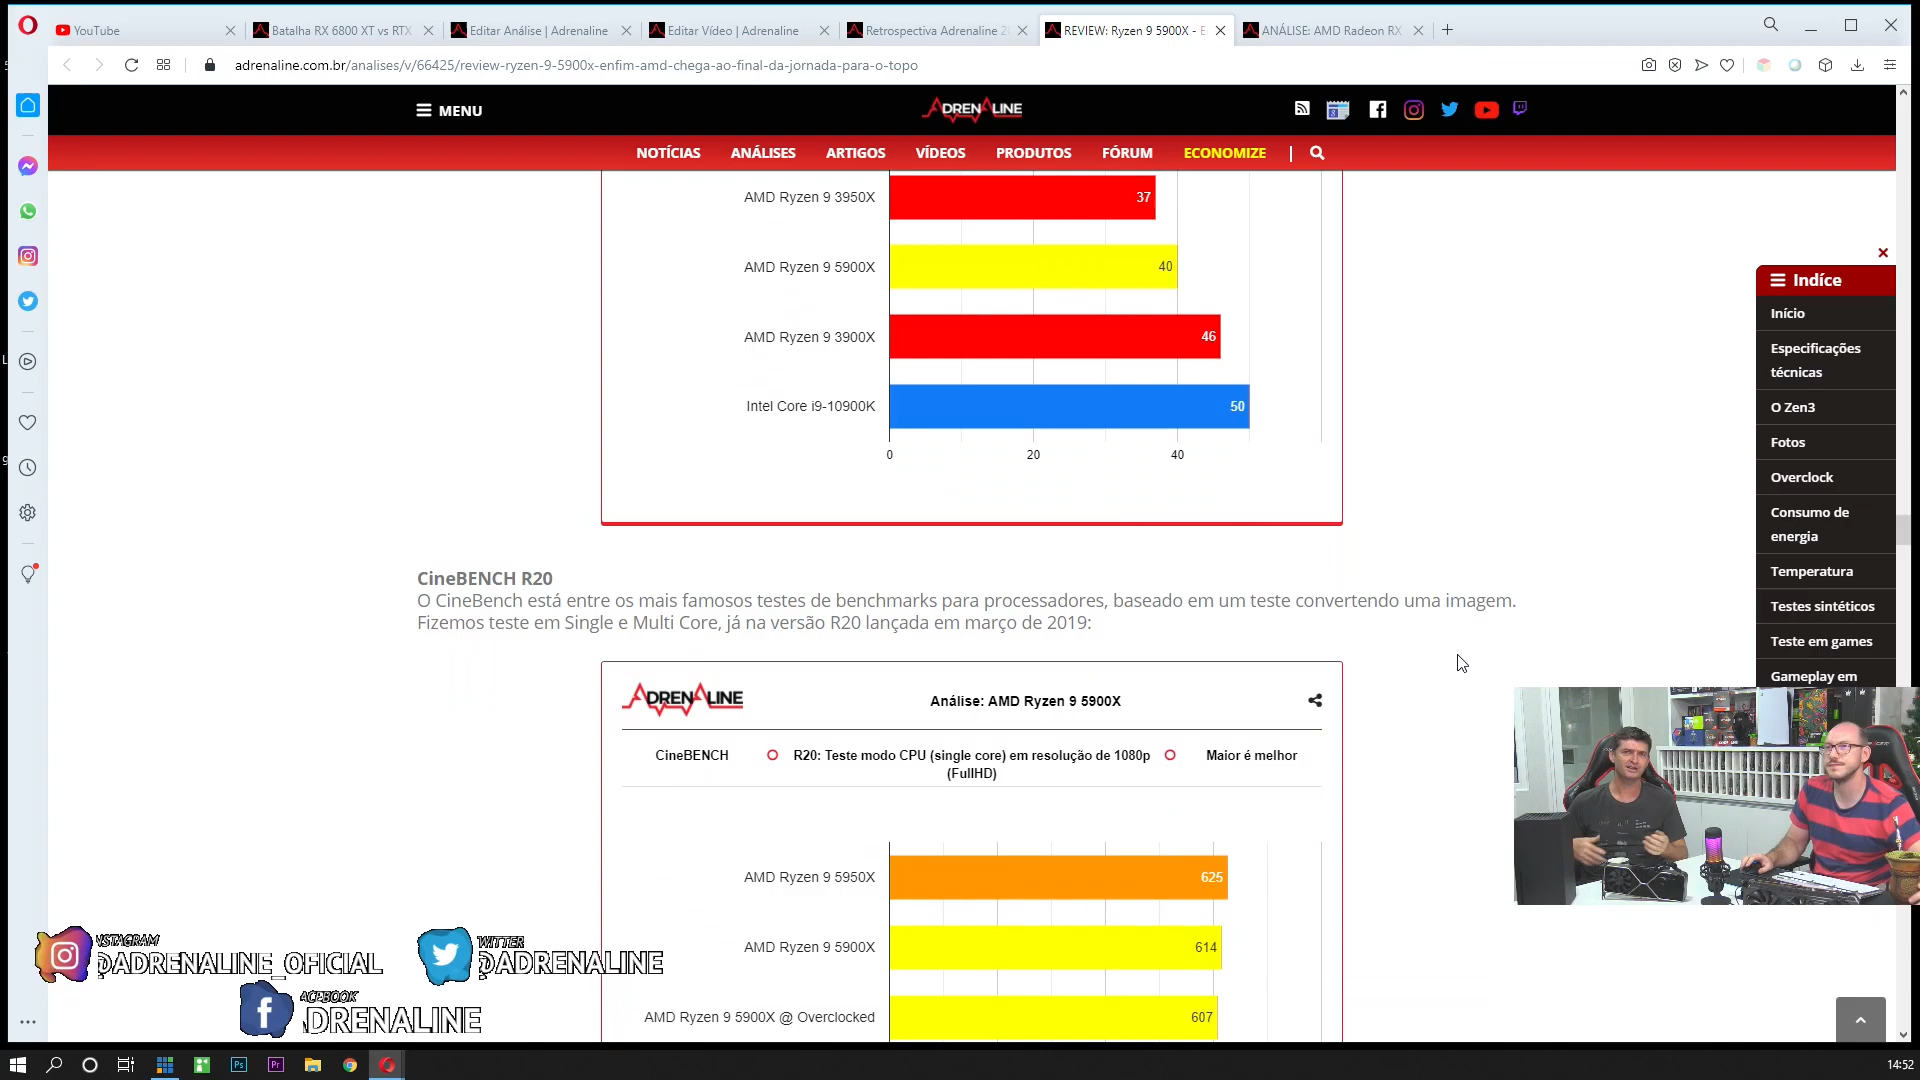 YouTube
Batalha RX 6800 XT vs RTX
Editar Análise | Adrenaline
Editar Vídeo | Adrenaline
Retrospectiva Adrenaline 2
REVIEW: Ryzen 9 5900X - E
ANÁLISE: AMD Radeon RX
adrenaline.com.br/analises/v/66425/review-ryzen-9-5900x-enfim-amd-chega-ao-final-da-jornada-para-o-topo
MENU
ADRENALINE
NOTÍCIAS
ANÁLISES
ARTIGOS
VÍDEOS
PRODUTOS
FÓRUM
ECONOMIZE
AMD Ryzen 9 3950X
37
AMD Ryzen 9 5900X
40
AMD Ryzen 9 3900X
46
Intel Core i9-10900K
50
0
20
40
Indíce
Início
Especificações
técnicas
O Zen3
Fotos
Overclock
Consumo de
energia
Temperatura
Testes sintéticos
Teste em games
Gameplay em
CineBENCH R20
O CineBench está entre os mais famosos testes de benchmarks para processadores, baseado em um teste convertendo uma imagem.
Fizemos teste em Single e Multi Core, já na versão R20 lançada em março de 2019:
ADRENALINE
Análise: AMD Ryzen 9 5900X
CineBENCH
R20: Teste modo CPU (single core) em resolução de 1080p
(FullHD)
Maior é melhor
AMD Ryzen 9 5950X
625
AMD Ryzen 9 5900X
614
AMD Ryzen 9 5900X @ Overclocked
607
INSTAGRAM
@ADRENALINE_OFICIAL
TWITTER
@ADRENALINE
FACEBOOK
ADRENALINE
Ps
Pr
14:52